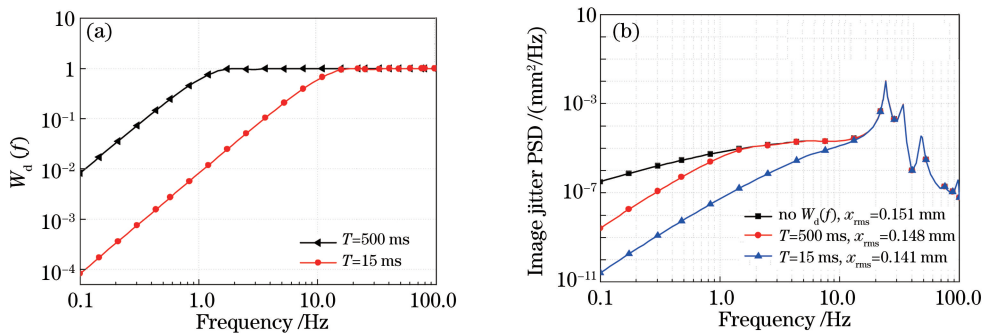 (a)
10
1
10⁻¹
10⁻²
10⁻³
10⁻⁴
W_d (f)
T=500 ms
T=15 ms
0.1 1.0 10.0 100.0
Frequency /Hz
(b)
10
10⁻³
10⁻⁷
10⁻¹¹
Image jitter PSD /(mm²/Hz)
no W_d(f), x_rms=0.151 mm
T=500 ms, x_rms=0.148 mm
T=15 ms, x_rms=0.141 mm
0.1 1.0 10.0 100.0
Frequency /Hz